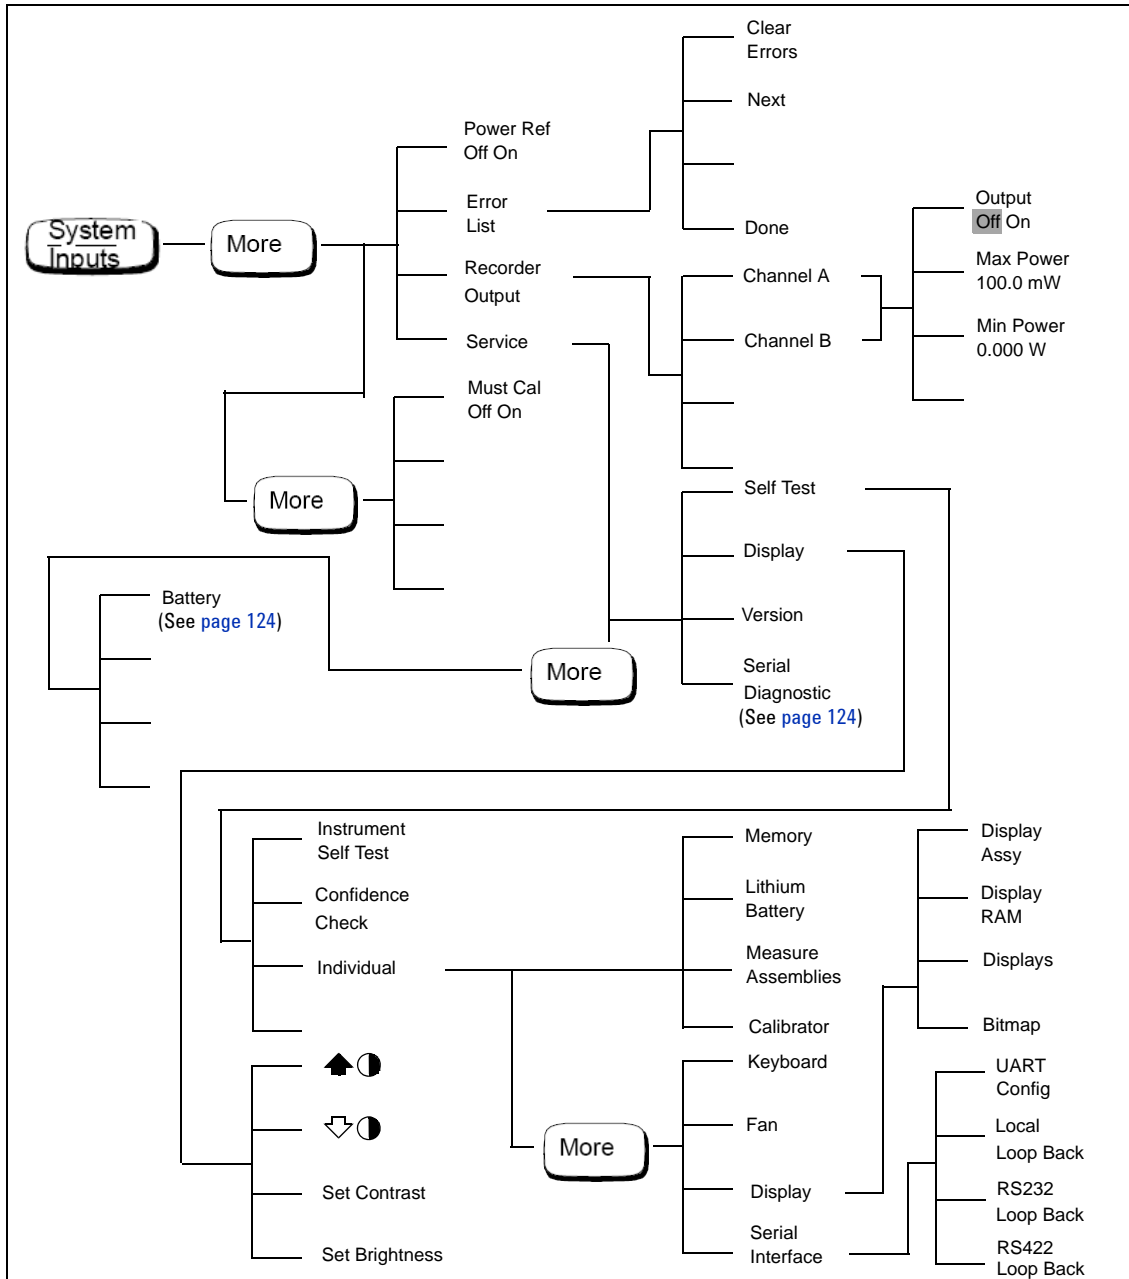 Clear
Errors
Next
Power Ref
Off On
Error
List
Done
Output
Off On
Max Power
100.0 mW
Min Power
0.000 W
System
Inputs
More
Recorder
Output
Channel A
Service
Channel B
Must Cal
Off On
More
Self Test
Display
Battery
(See page 124)
Version
More
Serial
Diagnostic
(See page 124)
Instrument
Self Test
Confidence
Check
Individual
Memory
Lithium
Battery
Measure
Assemblies
Calibrator
Display
Assy
Display
RAM
Displays
Bitmap
Set Contrast
Set Brightness
More
Keyboard
Fan
Display
Serial
Interface
UART
Config
Local
Loop Back
RS232
Loop Back
RS422
Loop Back